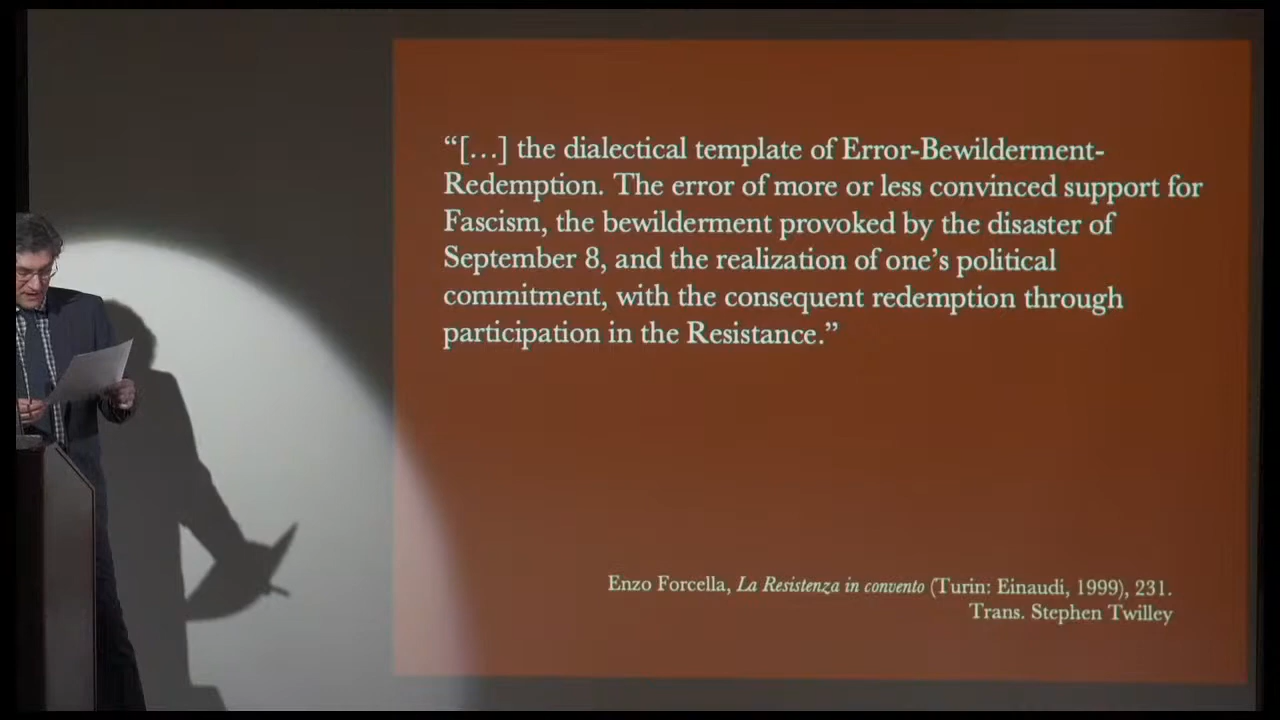 “[…] the dialectical template of Error-Bewilderment-
Redemption. The error of more or less convinced support for
Fascism, the bewilderment provoked by the disaster of
September 8, and the realization of one’s political
commitment, with the consequent redemption through
participation in the Resistance.”
Enzo Forcella, La Resistenza in convento (Turin: Einaudi, 1999), 231.
Trans. Stephen Twilley